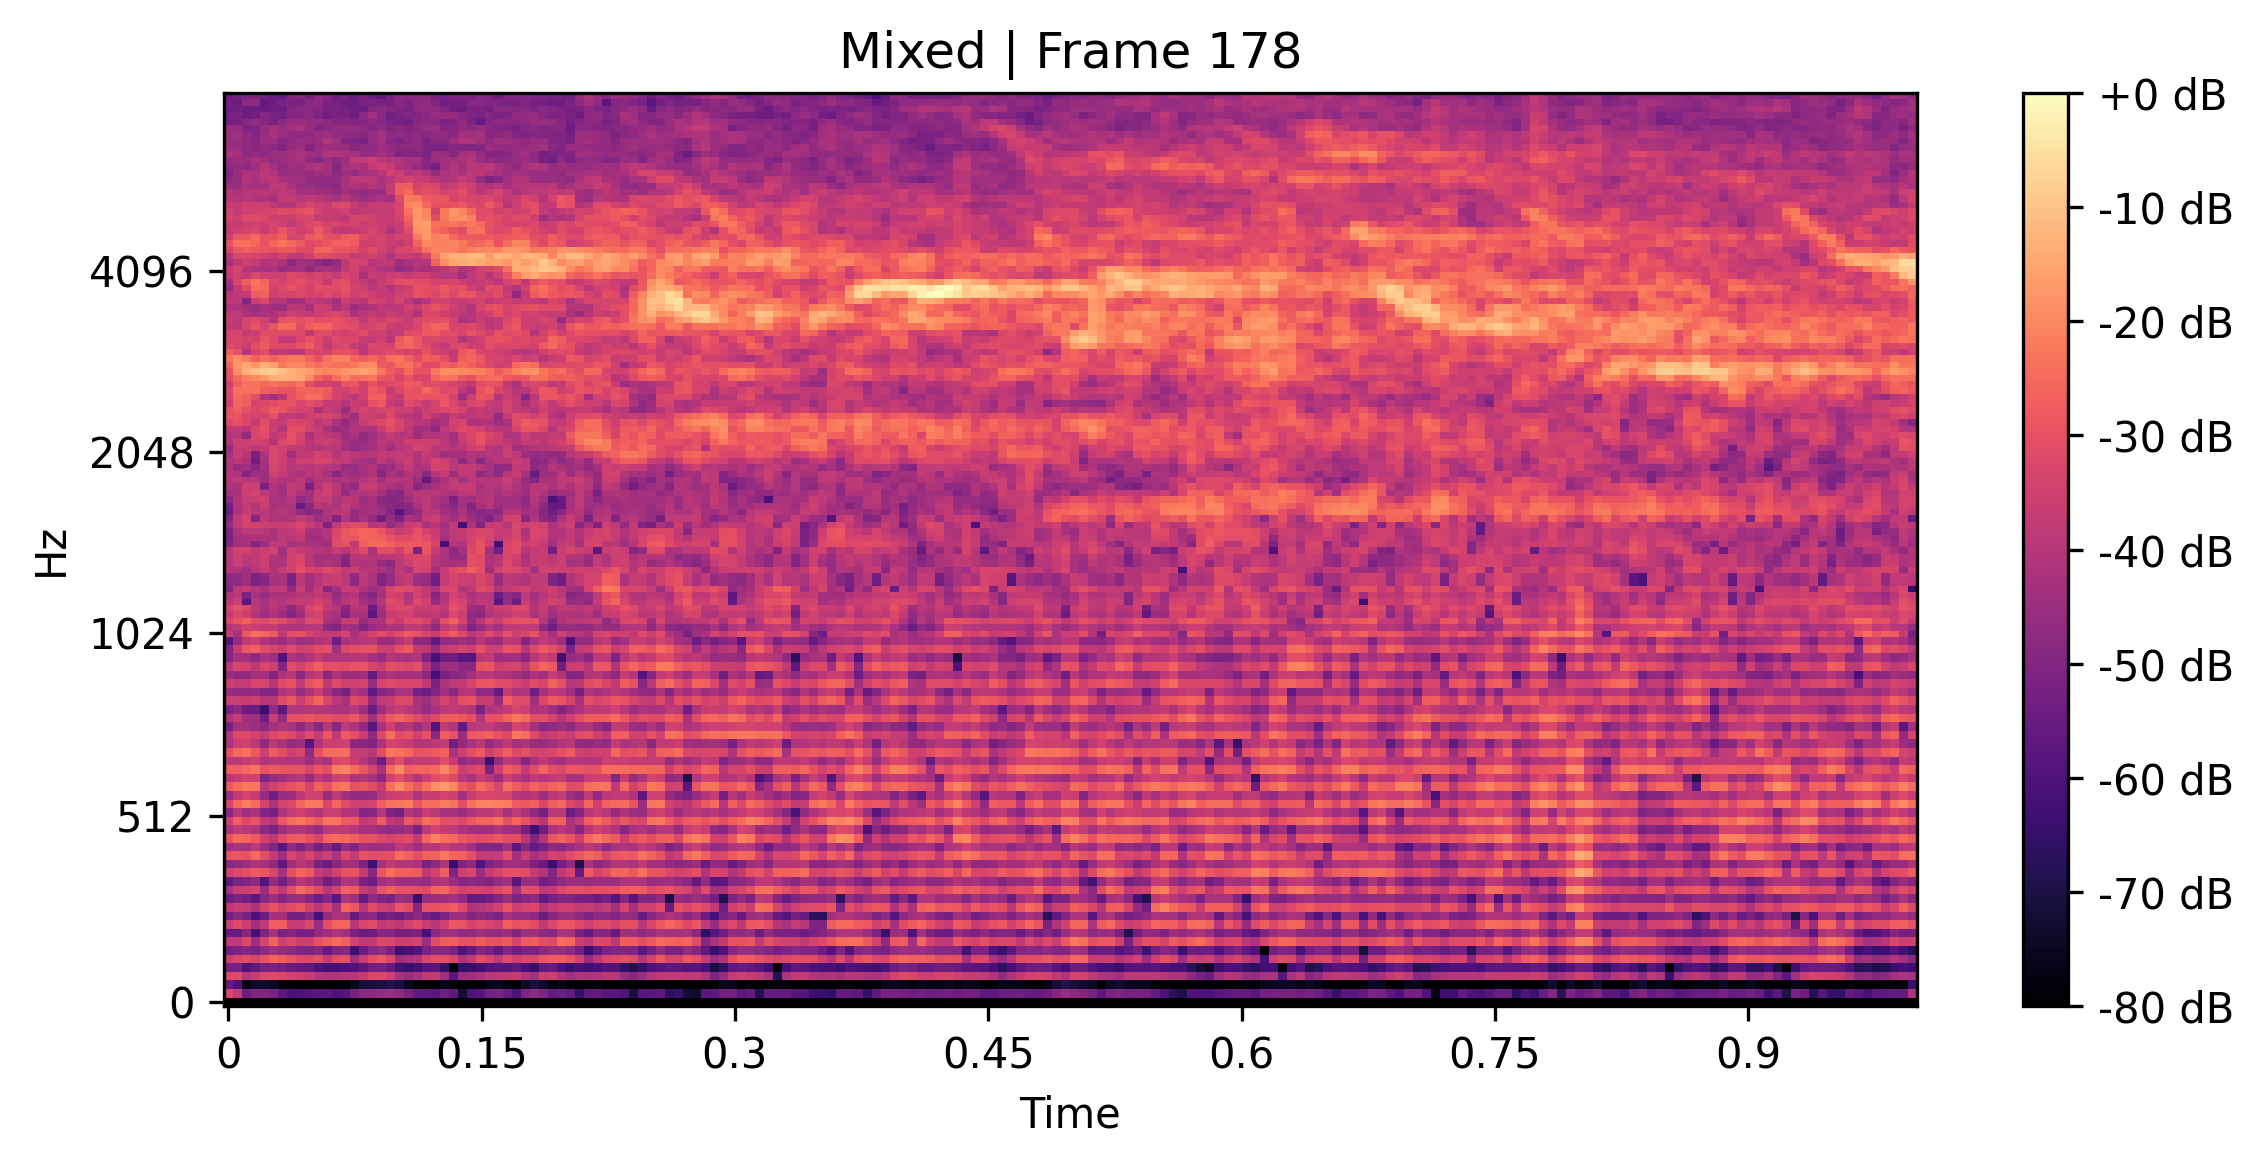 Mixed | Frame 178
+0 dB
-10 dB
-20 dB
-30 dB
-40 dB
-50 dB
-60 dB
-70 dB
-80 dB
4096
2048
1024
512
0
Hz
0 0.15 0.3 0.45 0.6 0.75 0.9
Time